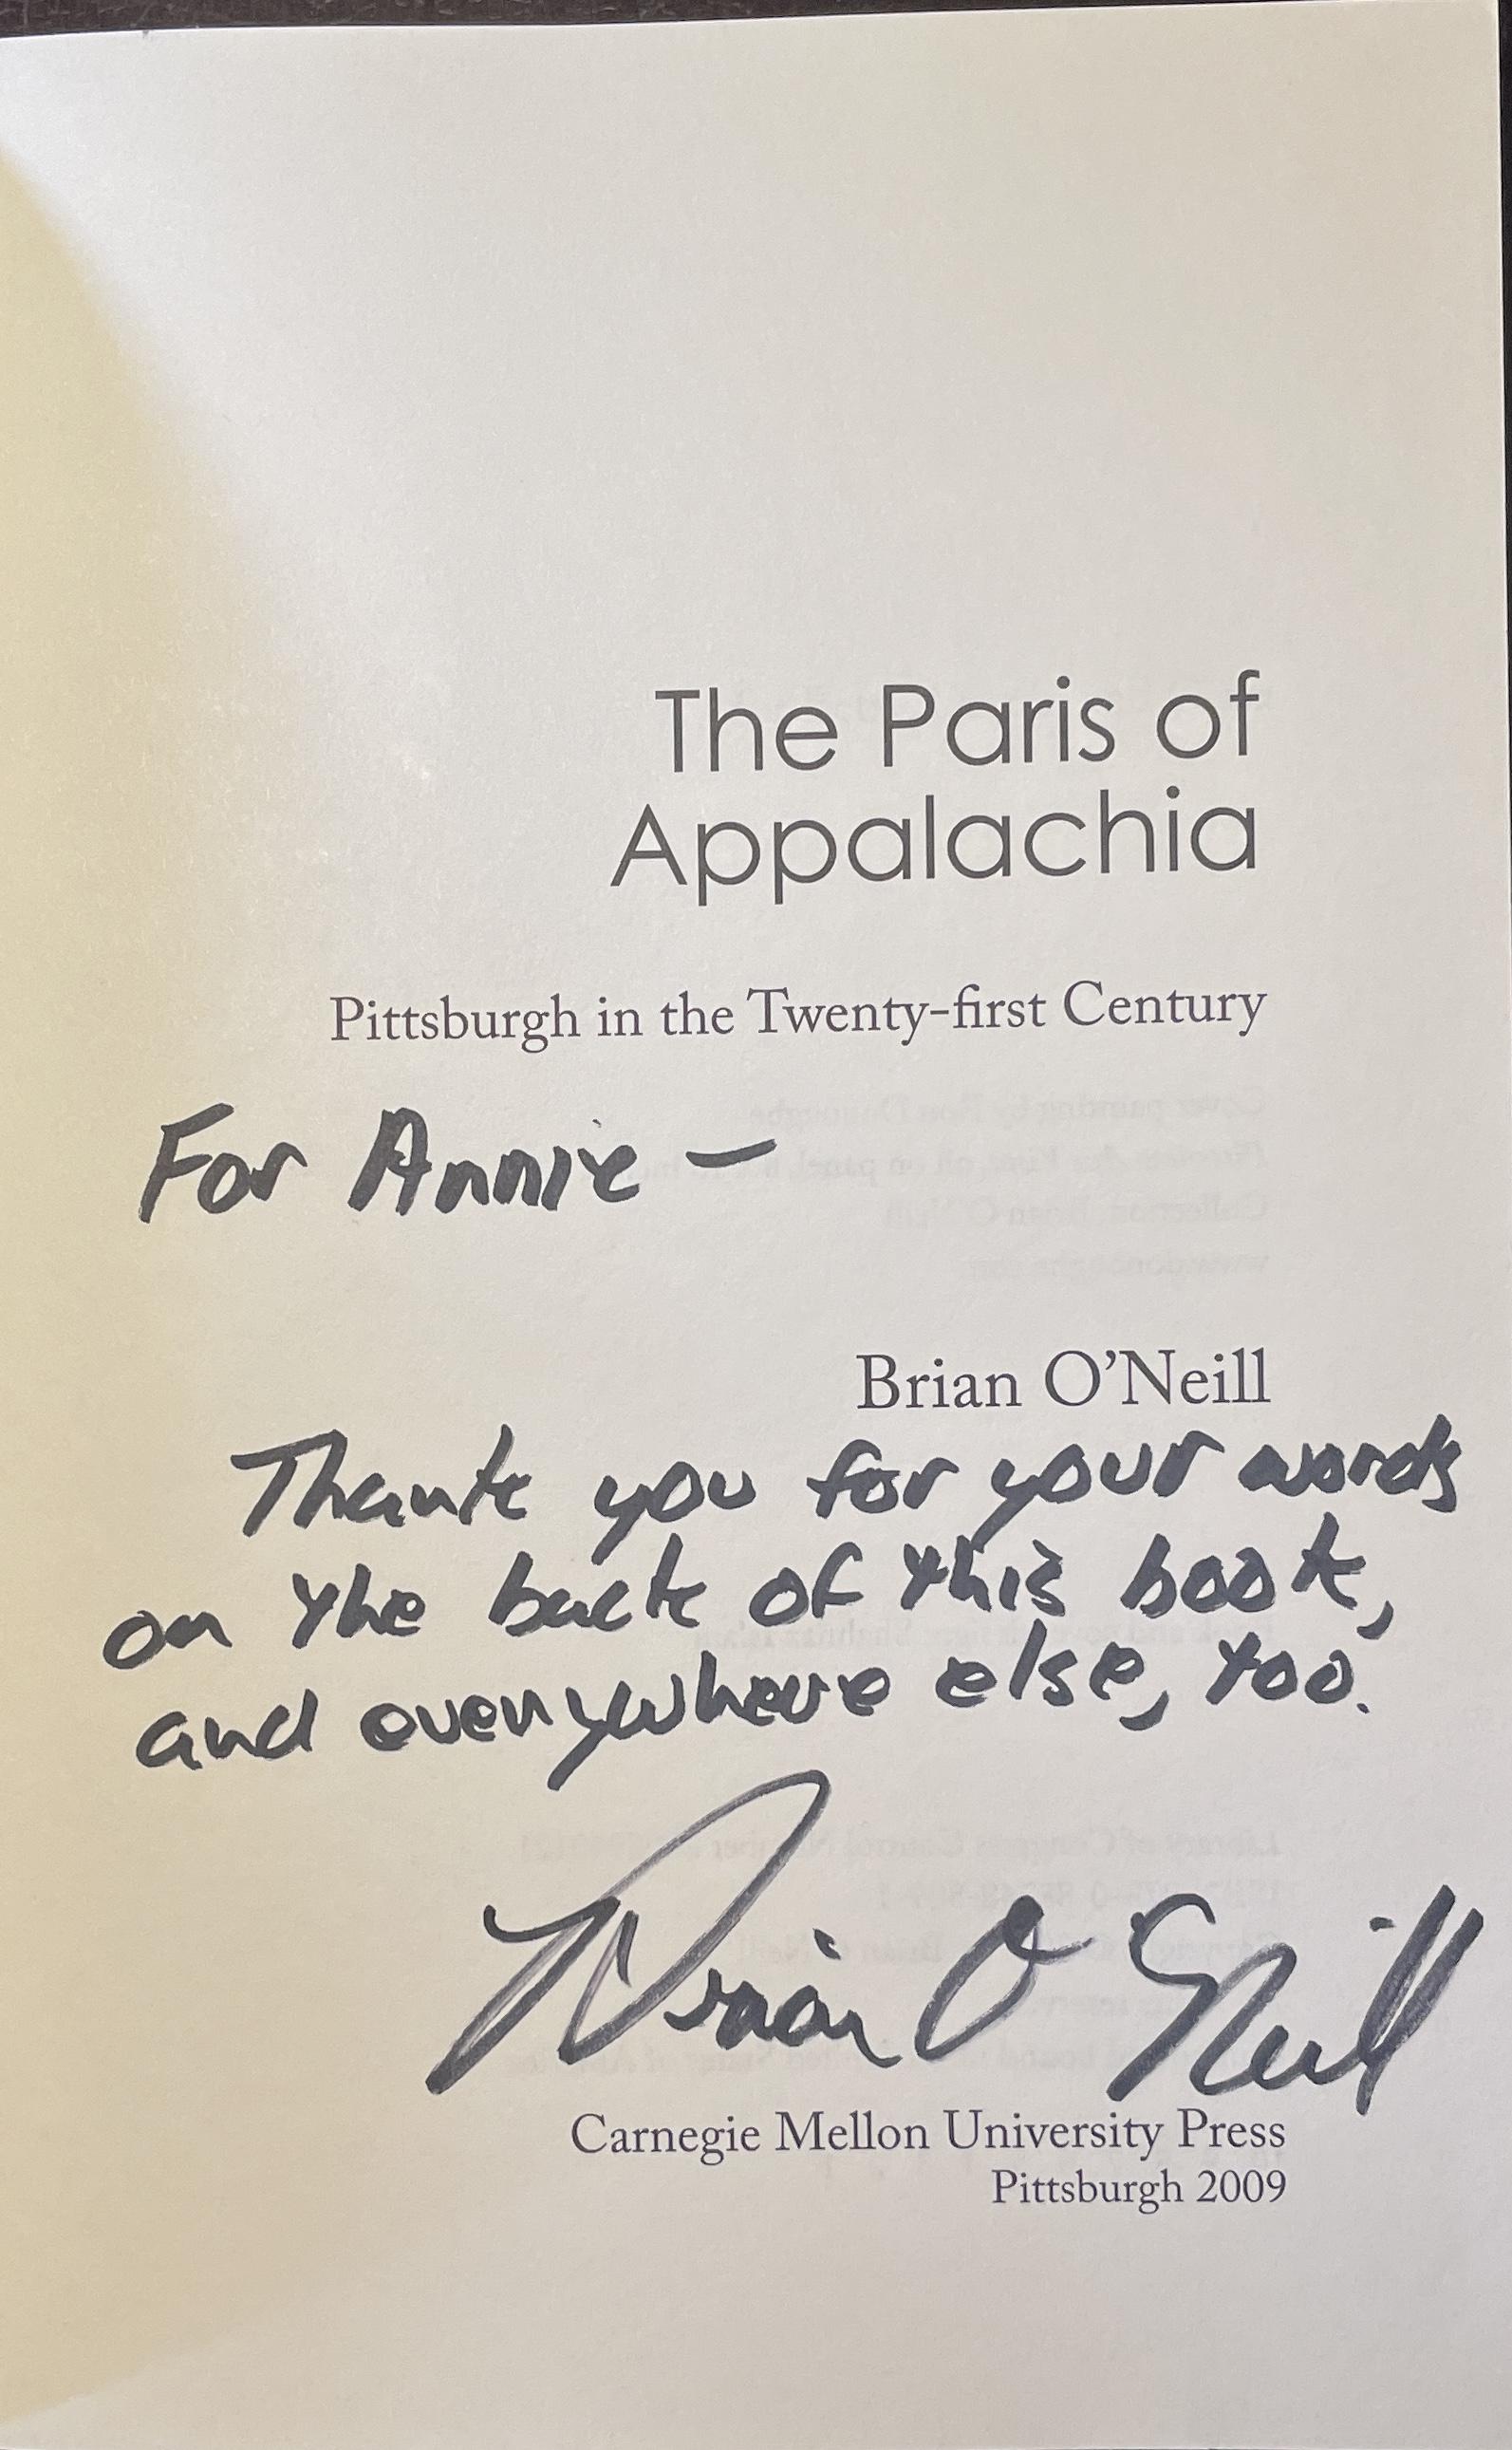 The Paris of
Appalachia
Pittsburgh in the Twenty-first Century
For Annie –
Brian O'Neill
Thank you for your words
on the back of this book,
and everywhere else, too.
Brian O'Neill
Carnegie Mellon University Press
Pittsburgh 2009